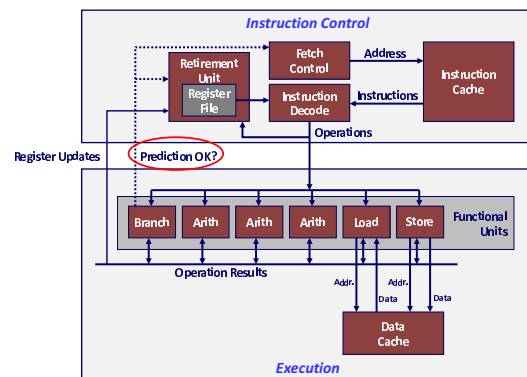 Instruction Control
Retirement
Unit
Register
File
Fetch
Control
Address
Instruction
Decode
Instructions
Instruction
Cache
Operations
Register Updates
Prediction OK?
Branch
Arith
Arith
Arith
Load
Store
Functional
Units
Operation Results
Addr.
Data
Addr.
Data
Data
Cache
Execution